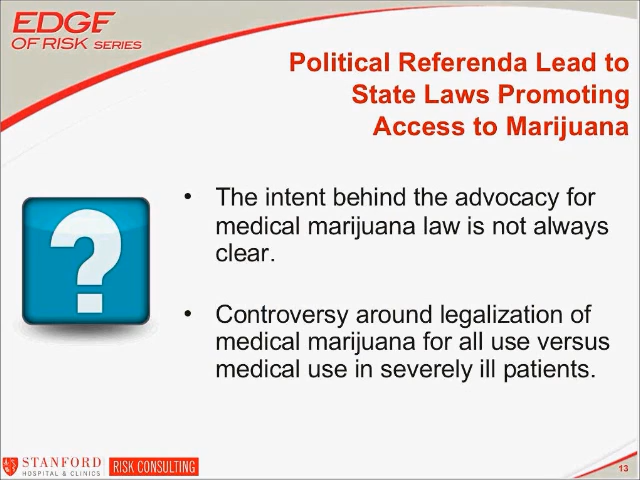 EDGE
OF RISK SERIES
Political Referenda Lead to
State Laws Promoting
Access to Marijuana
?
• The intent behind the advocacy for
medical marijuana law is not always
clear.
• Controversy around legalization of
medical marijuana for all use versus
medical use in severely ill patients.
STANFORD
HOSPITAL & CLINICS
RISK CONSULTING
13